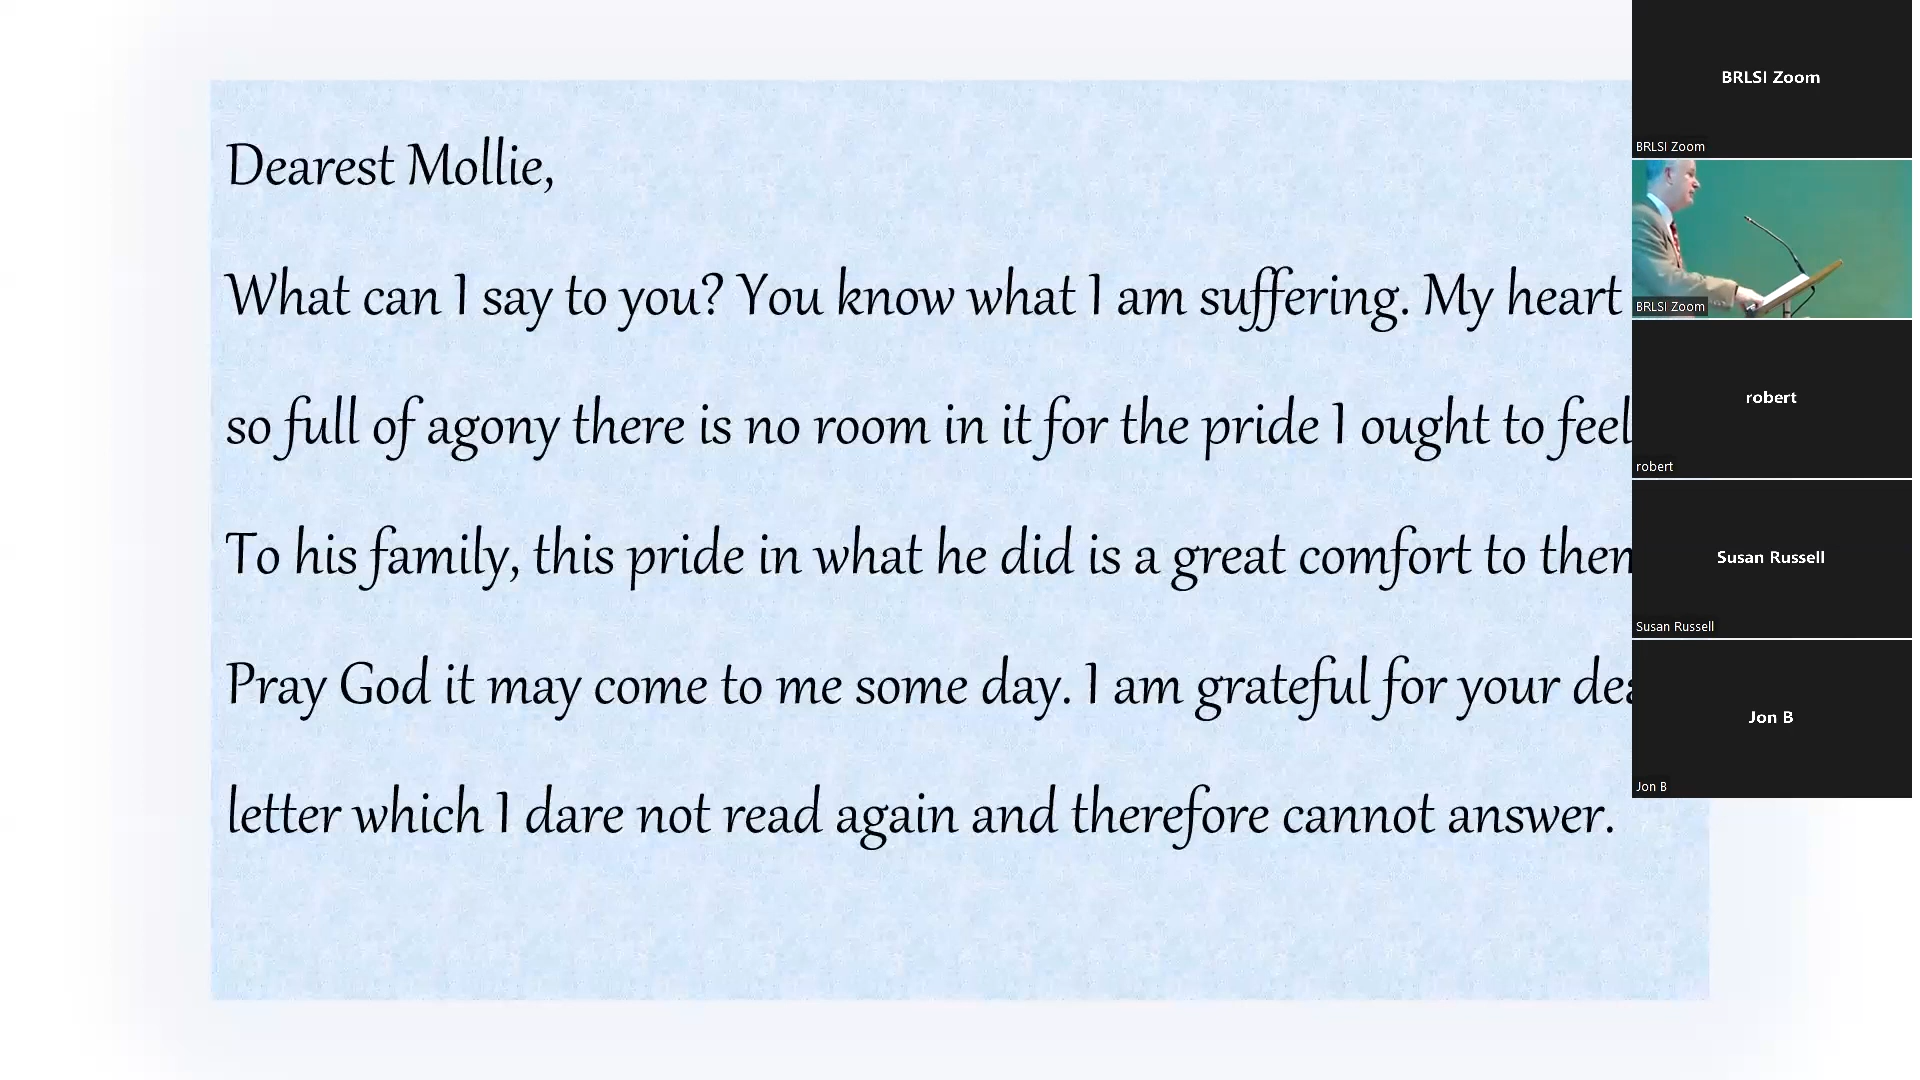 Dearest Mollie,
What can I say to you? You know what I am suffering. My heart
so full of agony there is no room in it for the pride I ought to feel
To his family, this pride in what he did is a great comfort to
Pray God it may come to me some day. I am grateful for your
letter which I dare not read again and therefore cannot answer.
BRLSI Zoom
BRLSI Zoom
BRLSI Zoom
robert
robert
Susan Russell
Susan Russell
Jon B
Jon B